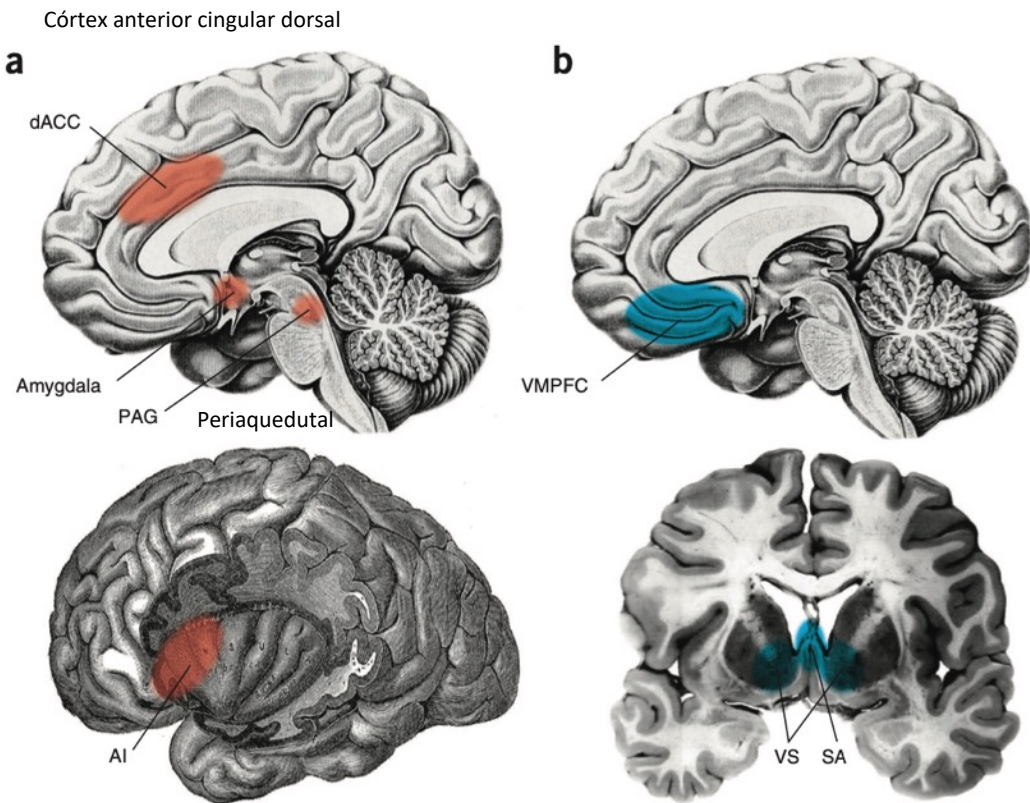 Córtex anterior cingular dorsal
a
b
dACC
Amygdala
PAG
Periaquedutal
VMPFC
AI
VS
SA